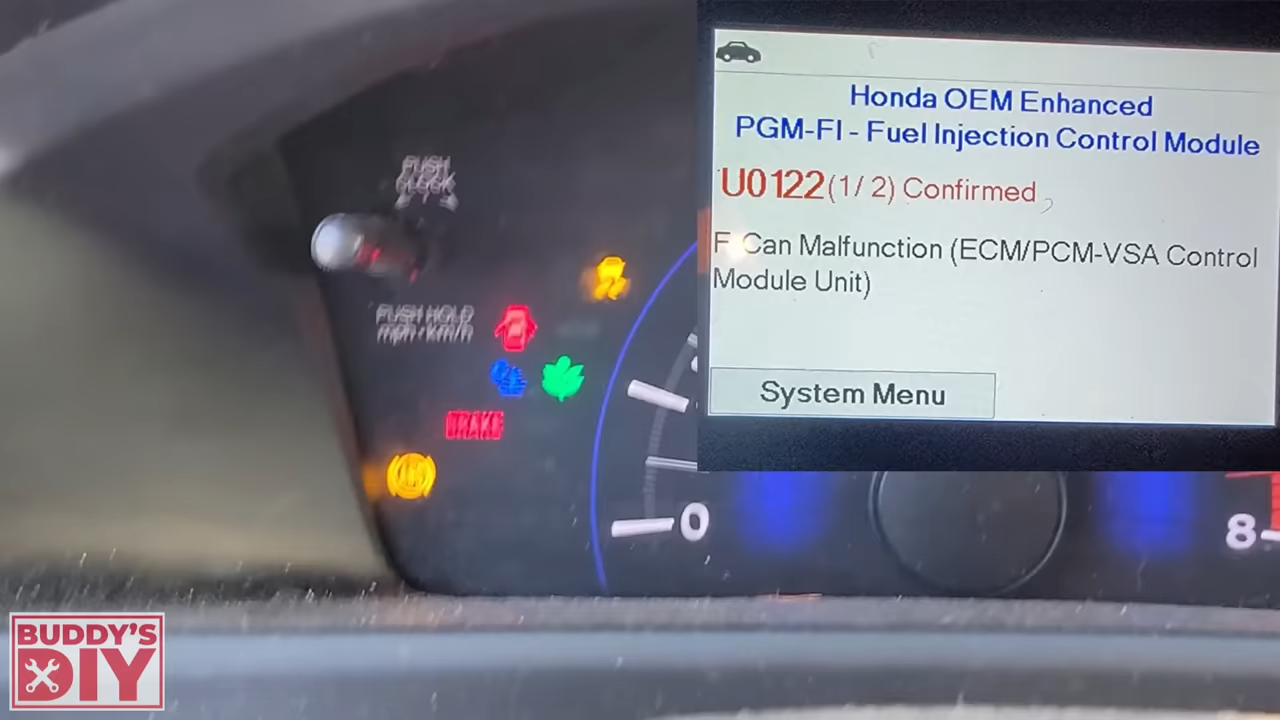 PUSH
CLOCK
PUSH HOLD
mph/km/h
BRAKE
0
8
Honda OEM Enhanced
PGM-FI - Fuel Injection Control Module
U0122(1/2) Confirmed
F Can Malfunction (ECM/PCM-VSA Control
Module Unit)
System Menu
BUDDY'S
DIY